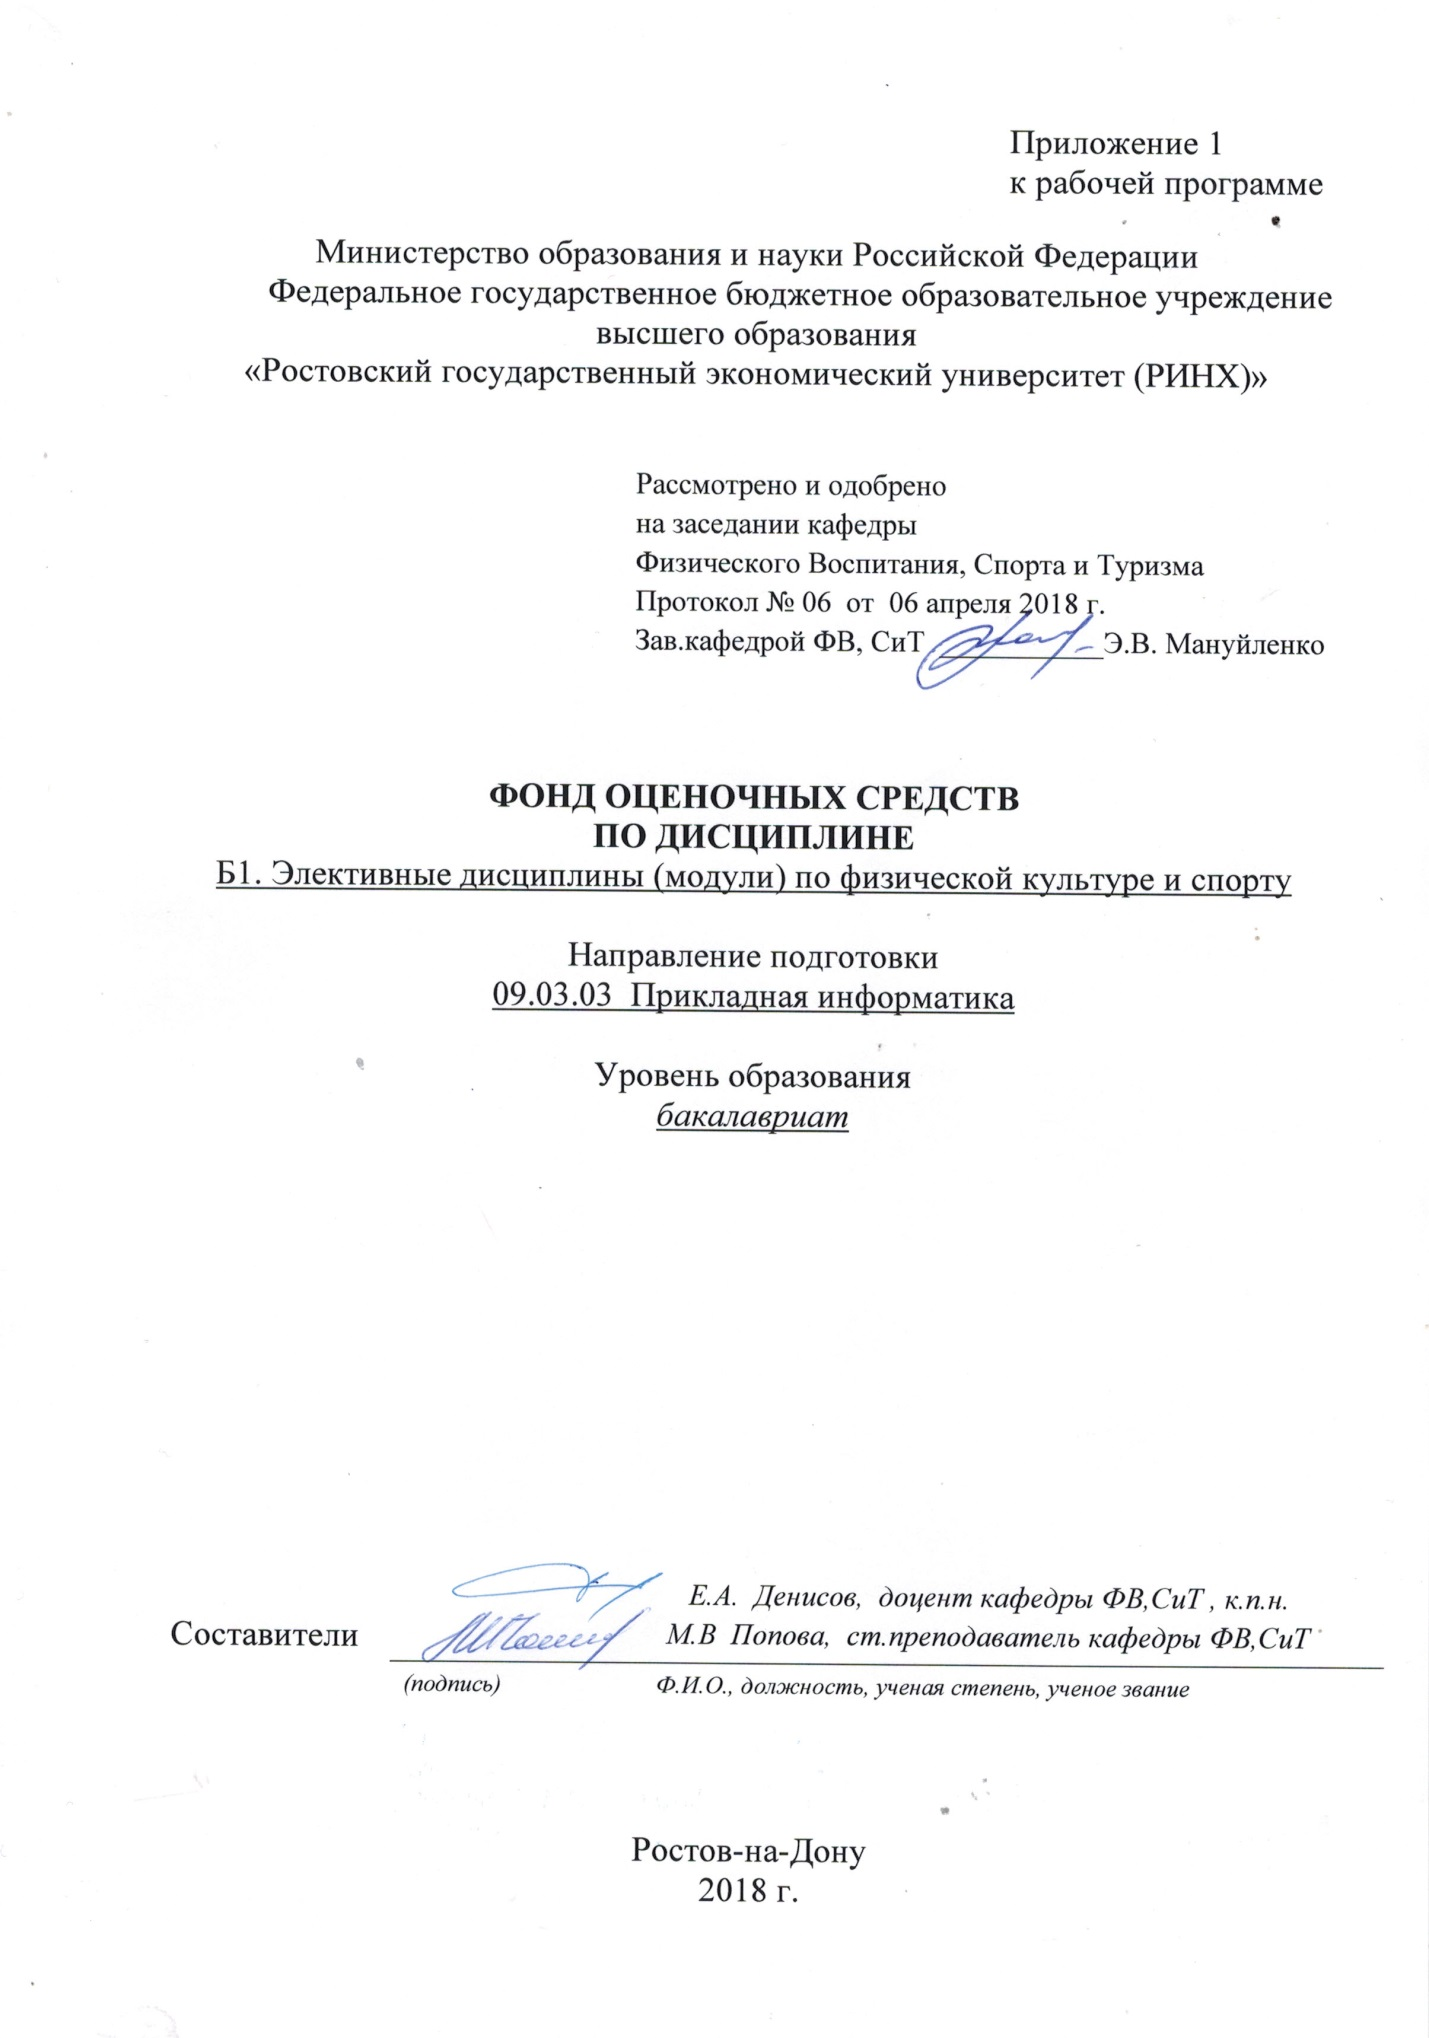 Приложение 1
к рабочей программе
Министерство образования и науки Российской Федерации
Федеральное государственное бюджетное образовательное учреждение
высшего образования
«Ростовский государственный экономический университет (РИНХ)»
Рассмотрено и одобрено
на заседании кафедры
Физического Воспитания, Спорта и Туризма
Протокол № 06 от 06 апреля 2018 г.
Зав.кафедрой ФВ, СиТ Э.В. Мануйленко
ФОНД ОЦЕНОЧНЫХ СРЕДСТВ
ПО ДИСЦИПЛИНЕ
Б1. Элективные дисциплины (модули) по физической культуре и спорту
Направление подготовки
09.03.03 Прикладная информатика
Уровень образования
бакалавриат
Е.А. Денисов, доцент кафедры ФВ,СиТ , к.п.н.
Составители М.В Попова, ст.преподаватель кафедры ФВ,СиТ
(подпись) Ф.И.О., должность, ученая степень, ученое звание
Ростов-на-Дону
2018 г.